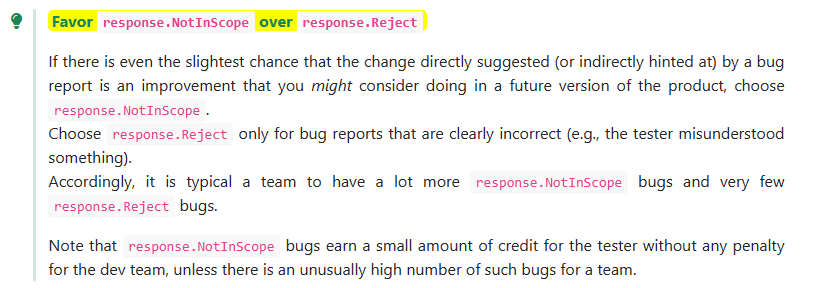 Favor response.NotInScope over response.Reject
If there is even the slightest chance that the change directly suggested (or indirectly hinted at) by a bug
report is an improvement that you might consider doing in a future version of the product, choose
response.NotInScope.
Choose response.Reject only for bug reports that are clearly incorrect (e.g., the tester misunderstood
something).
Accordingly, it is typical a team to have a lot more response.NotInScope bugs and very few
response.Reject bugs.
Note that response.NotInScope bugs earn a small amount of credit for the tester without any penalty
for the dev team, unless there is an unusually high number of such bugs for a team.